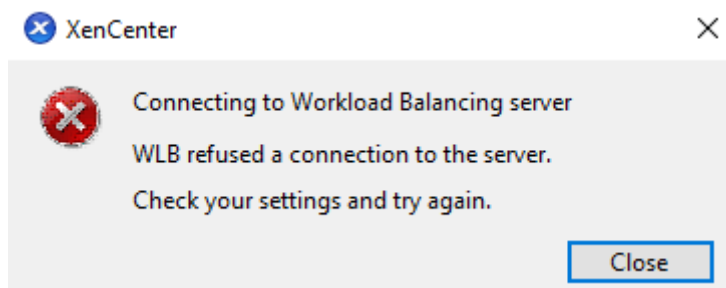 XenCenter
Connecting to Workload Balancing server
WLB refused a connection to the server.
Check your settings and try again.
Close